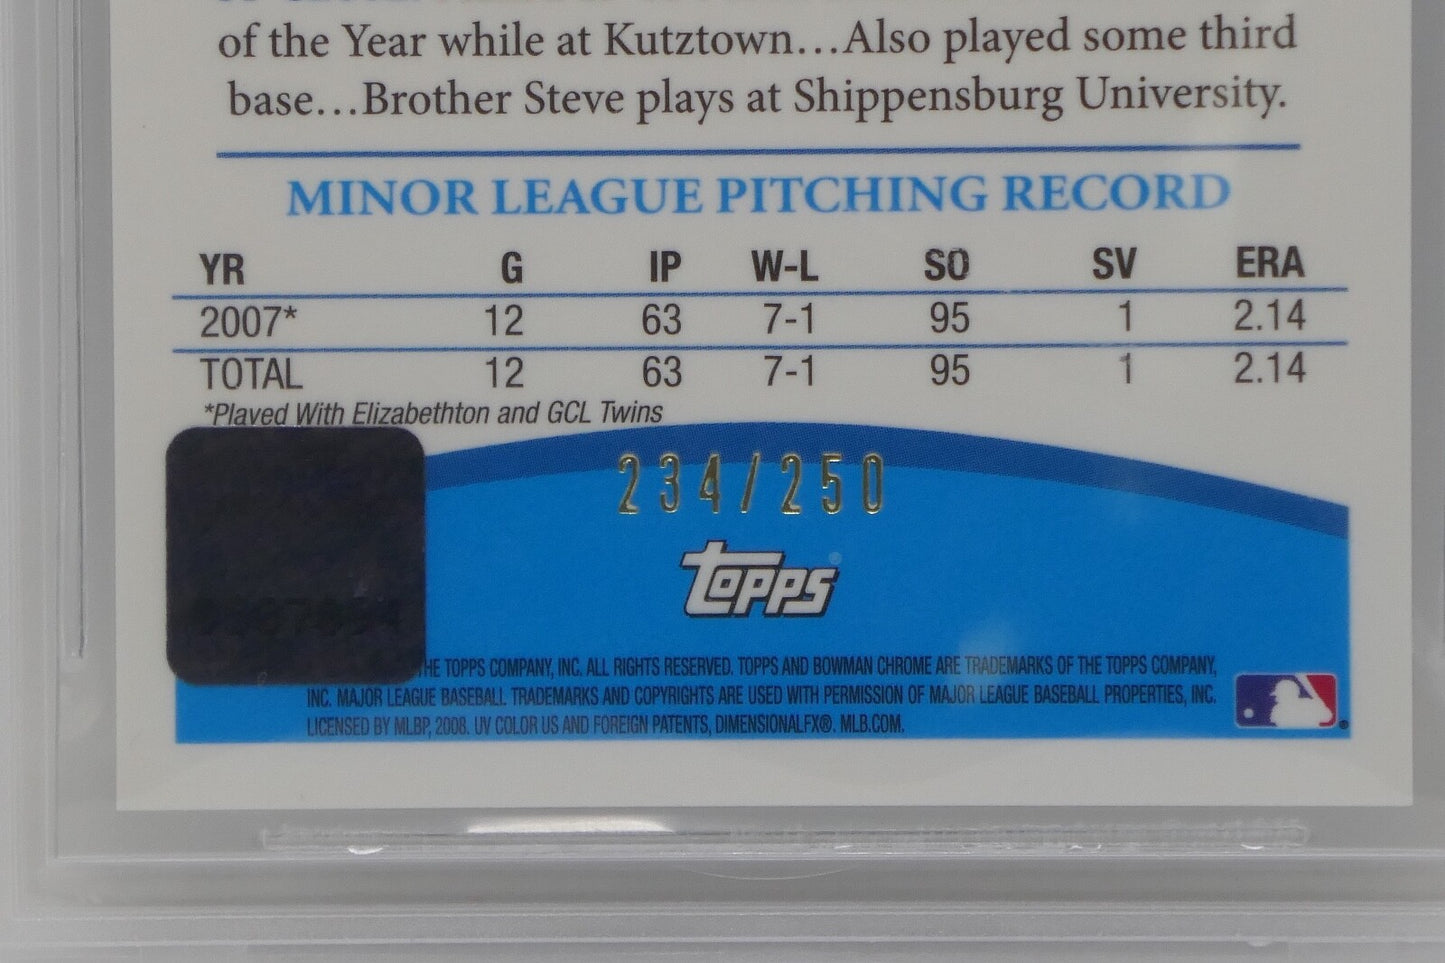 of the Year while at Kutztown...Also played some third
base...Brother Steve plays at Shippensburg University.
MINOR LEAGUE PITCHING RECORD
YR G IP W-L SO SV ERA
2007* 12 63 7-1 95 1 2.14
TOTAL 12 63 7-1 95 1 2.14
*Played With Elizabethton and GCL Twins
234/250
Topps
HE TOPPS COMPANY, INC. ALL RIGHTS RESERVED. TOPPS AND BOWMAN CHROME ARE TRADEMARKS OF THE TOPPS COMPANY,
INC. MAJOR LEAGUE BASEBALL TRADEMARKS AND COPYRIGHTS ARE USED WITH PERMISSION OF MAJOR LEAGUE BASEBALL PROPERTIES, INC.
LICENSED BY MLBP, 2008. UV COLOR US AND FOREIGN PATENTS, DIMENSIONALFX®. MLB.COM.